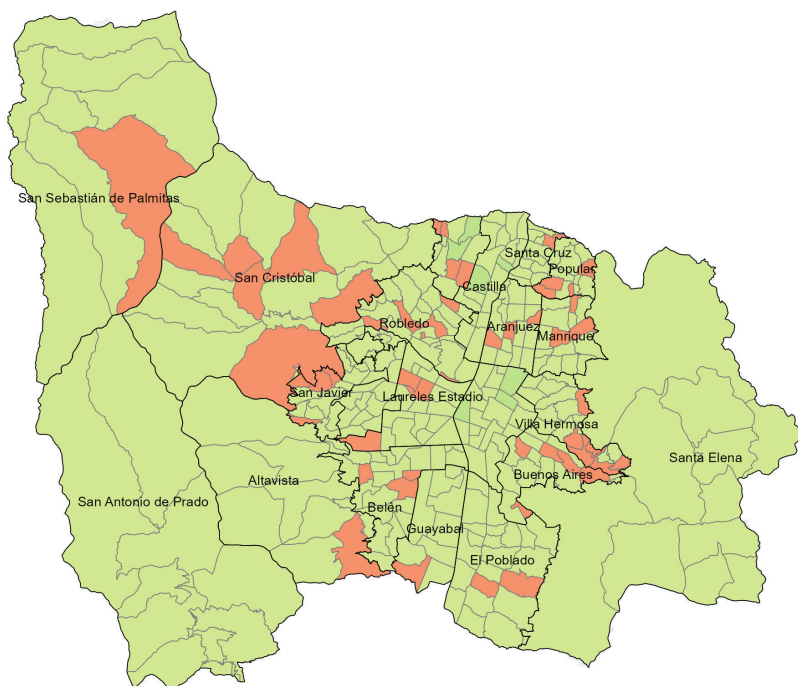 San Sebastián de Palmitas
San Cristóbal
Santa Cruz
Popular
Castilla
Robledo
Aranjuez
Manrique
San Javier
Laureles Estadio
Villa Hermosa
Santa Elena
Buenos Aires
Altavista
San Antonio de Prado
Belén
Guayabal
El Poblado